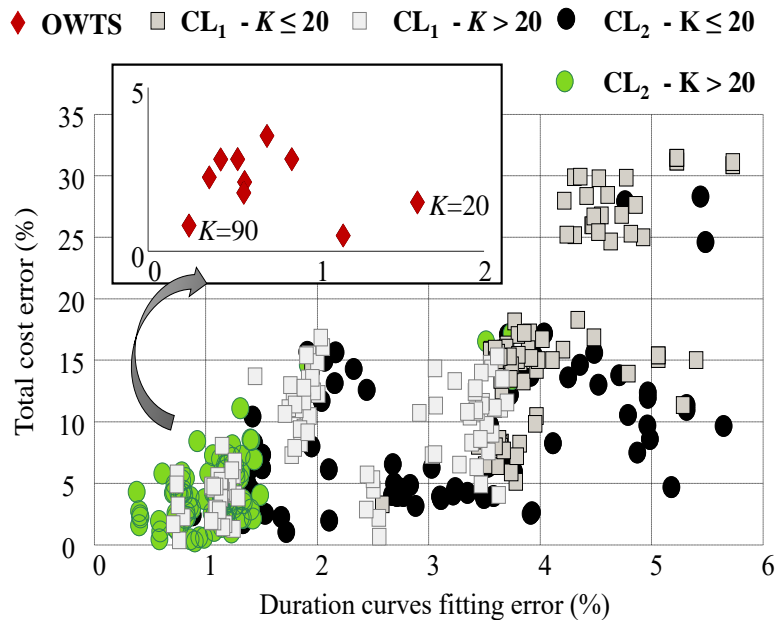 OWTS CL₁ - K ≤ 20 CL₁ - K > 20 CL₂ - K ≤ 20
CL₂ - K > 20
35
30
25
20
15
10
5
0
Total cost error (%)
5
0
K=90
K=20
0 1 2
0 1 2 3 4 5 6
Duration curves fitting error (%)